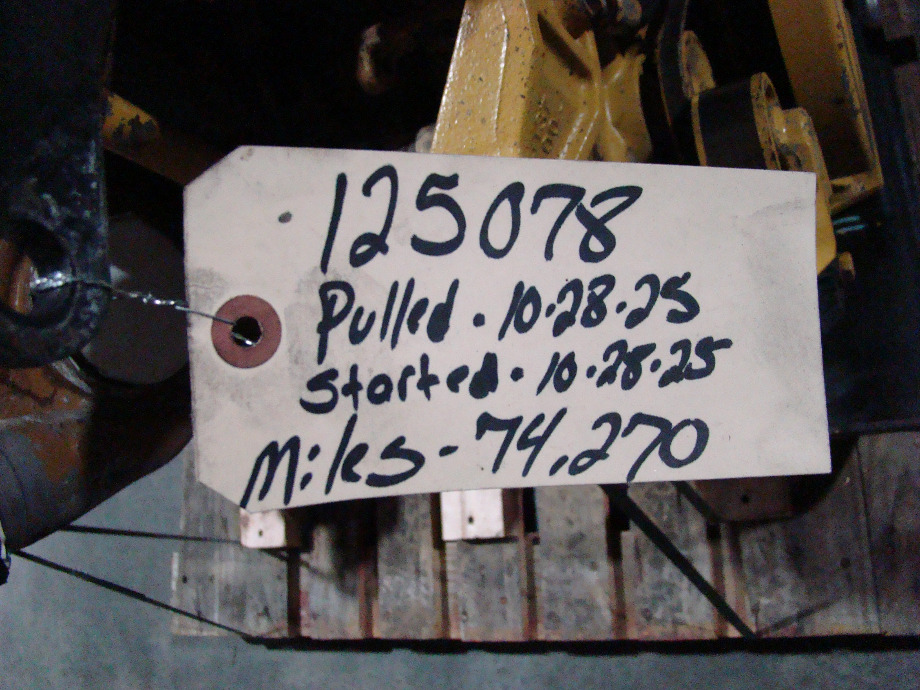 125078
Pulled - 10-28-25
Started - 10-28-25
Miles - 74,270